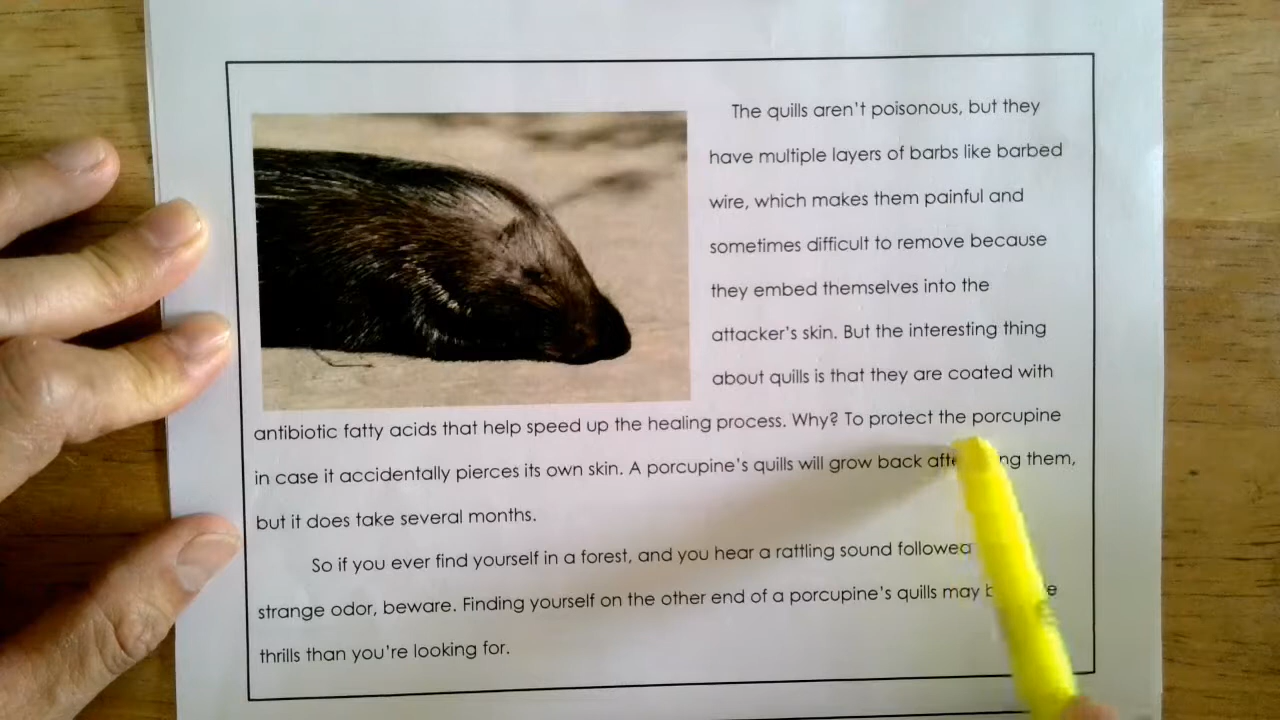 The quills aren't poisonous, but they
have multiple layers of barbs like barbed
wire, which makes them painful and
sometimes difficult to remove because
they embed themselves into the
attacker's skin. But the interesting thing
about quills is that they are coated with
antibiotic fatty acids that help speed up the healing process. Why? To protect the porcupine
in case it accidentally pierces its own skin. A porcupine's quills will grow back them,
but it does take several months.
So if you ever find yourself in a forest, and you hear a rattling sound followed
strange odor, beware. Finding yourself on the other end of a porcupine's quills may
thrills than you're looking for.